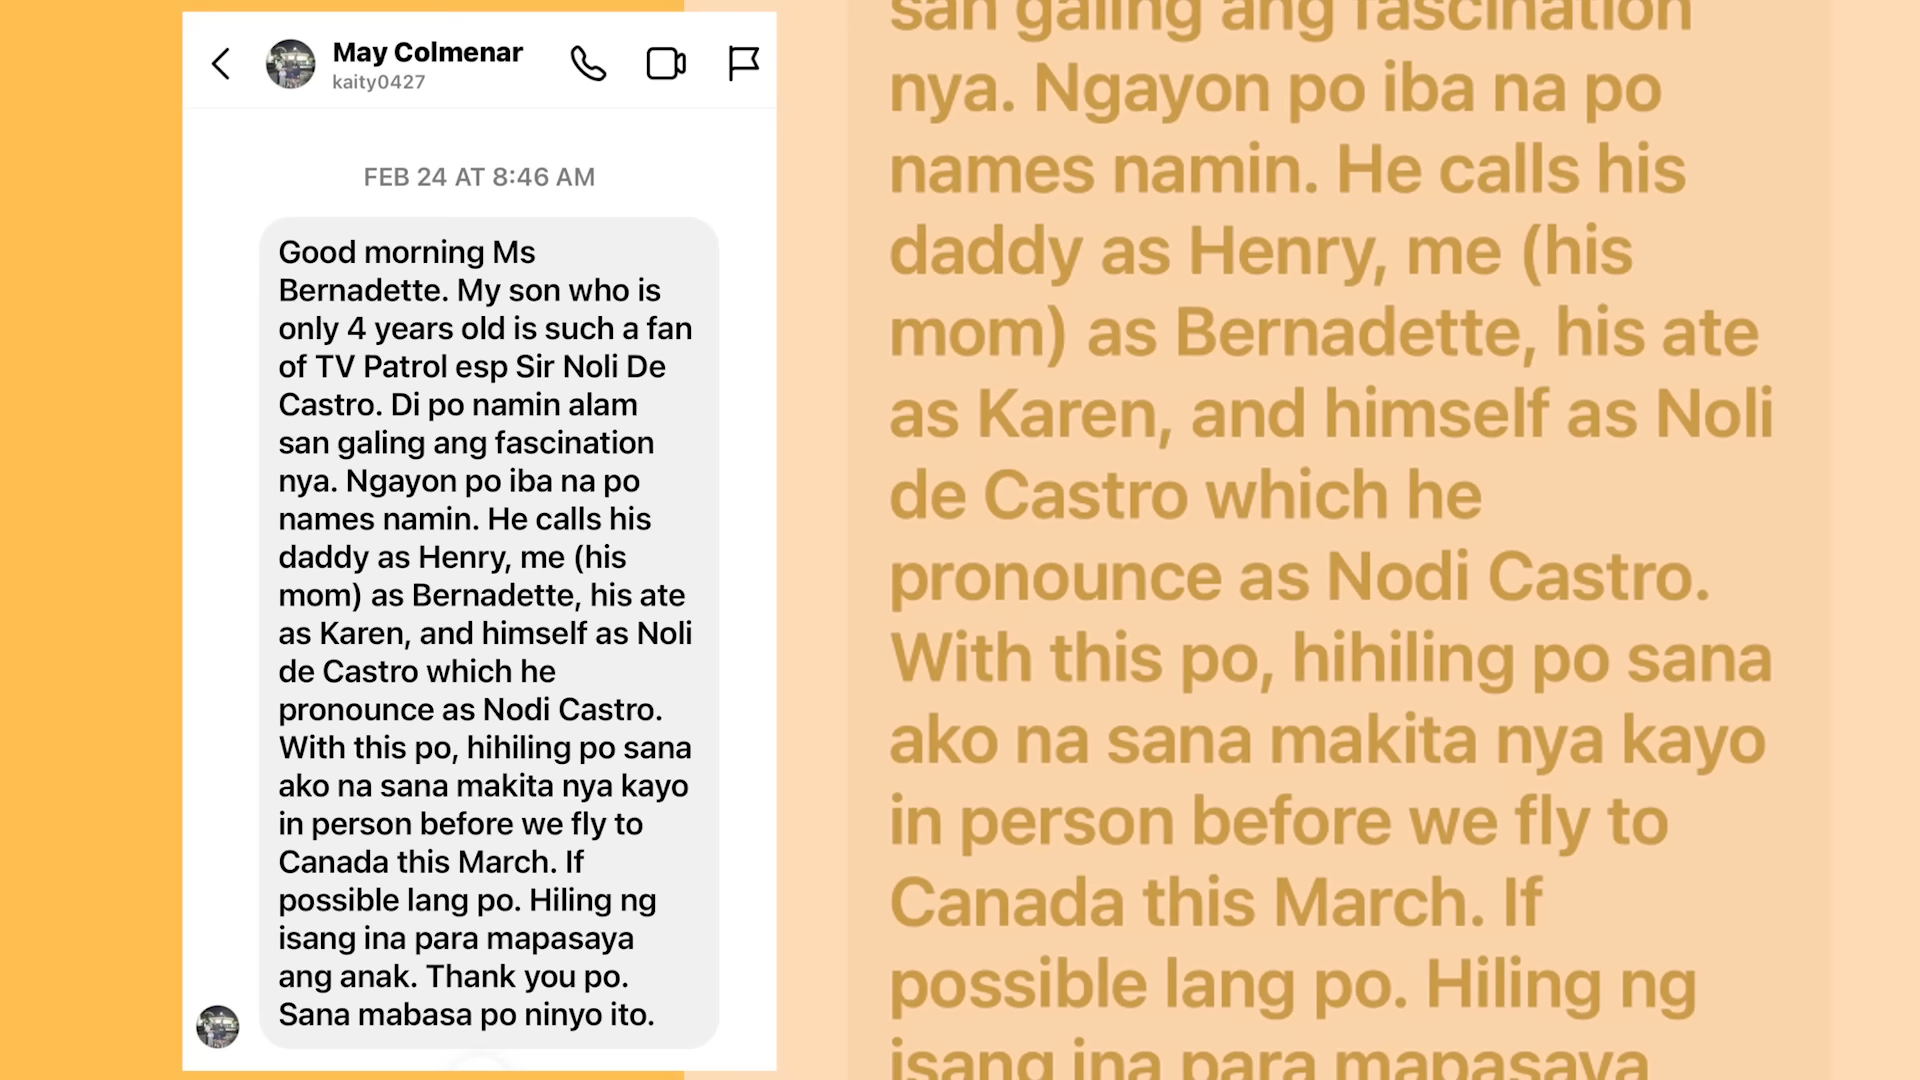 May Colmenar
kaity0427
FEB 24 AT 8:46 AM
Good morning Ms
Bernadette. My son who is
only 4 years old is such a fan
of TV Patrol esp Sir Noli De
Castro. Di po namin alam
san galing ang fascination
nya. Ngayon po iba na po
names namin. He calls his
daddy as Henry, me (his
mom) as Bernadette, his ate
as Karen, and himself as Noli
de Castro which he
pronounce as Nodi Castro.
With this po, hihiling po sana
ako na sana makita nya kayo
in person before we fly to
Canada this March. If
possible lang po. Hiling ng
isang ina para mapasaya
ang anak. Thank you po.
Sana mabasa po ninyo ito.
san galing ang fascination
nya. Ngayon po iba na po
names namin. He calls his
daddy as Henry, me (his
mom) as Bernadette, his ate
as Karen, and himself as Noli
de Castro which he
pronounce as Nodi Castro.
With this po, hihiling po sana
ako na sana makita nya kayo
in person before we fly to
Canada this March. If
possible lang po. Hiling ng
isang ina para mapasaya